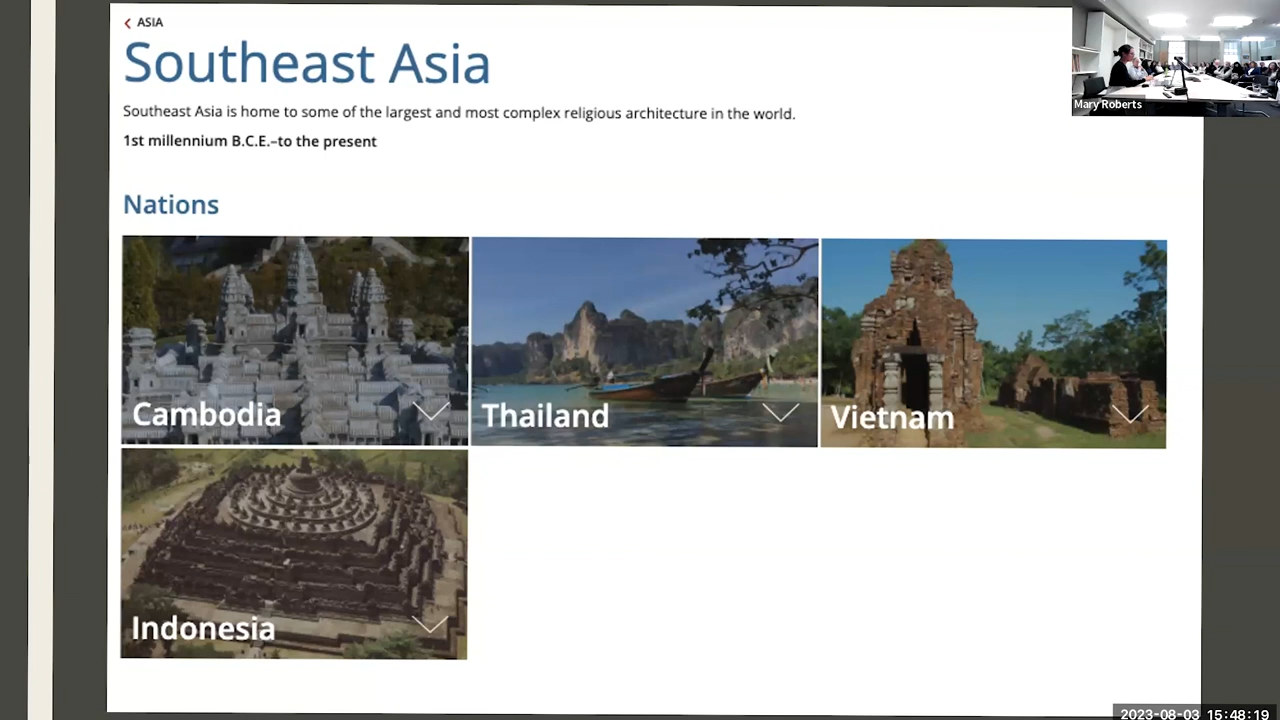 ASIA
Southeast Asia
Southeast Asia is home to some of the largest and most complex religious architecture in the world.
1st millennium B.C.E.–to the present
Nations
Cambodia
Thailand
Vietnam
Indonesia
Mary Roberts
2023-08-03 15:48:19